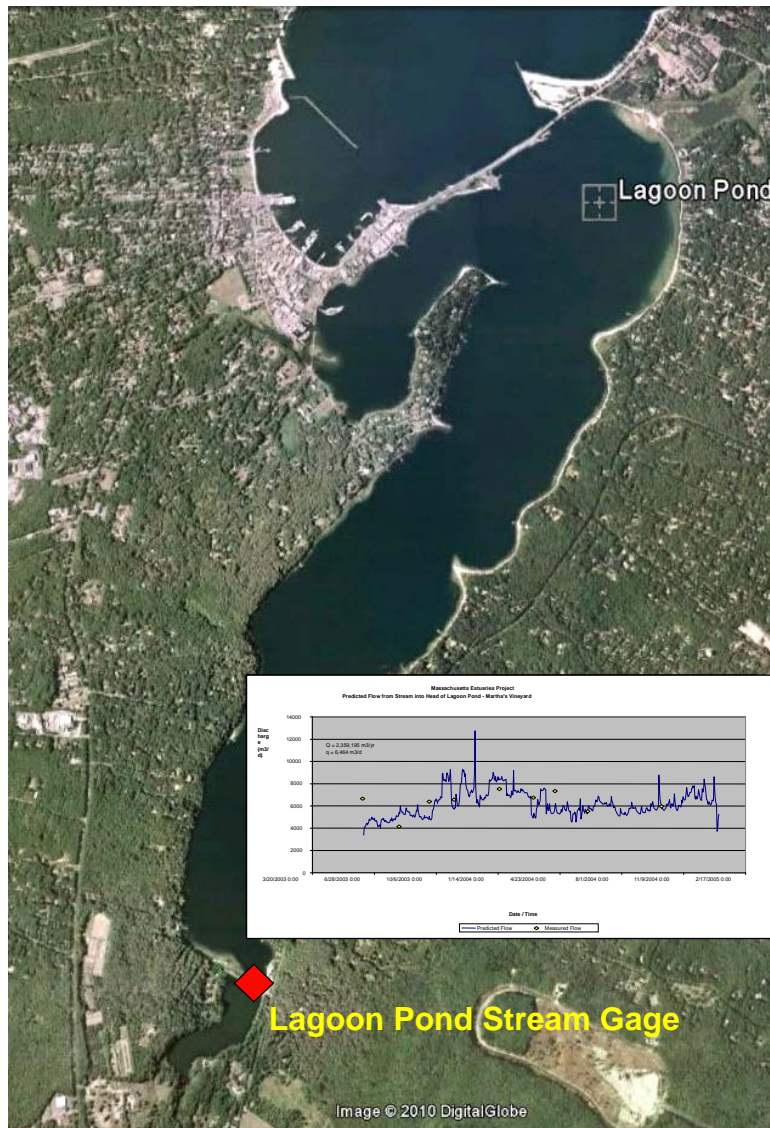 Lagoon Pond
Massachusetts Estuaries Project
Predicted Flow from Stream into Head of Lagoon Pond - Martha's Vineyard
Disc
harg
e
(m3/
d)
14000
12000
10000
8000
6000
4000
2000
0
Q = 2,359,195 m3/yr
q = 6,464 m3/d
3/20/2003 0:00 6/28/2003 0:00 10/6/2003 0:00 1/14/2004 0:00 4/23/2004 0:00 8/1/2004 0:00 11/9/2004 0:00 2/17/2005 0:00
Date / Time
Predicted Flow Measured Flow
Lagoon Pond Stream Gage
Image © 2010 DigitalGlobe